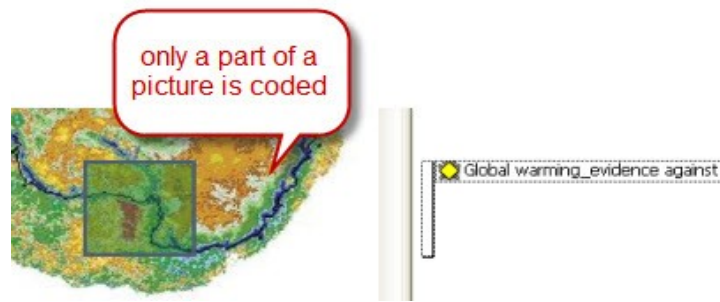 only a part of a
picture is coded
Global warming_evidence against